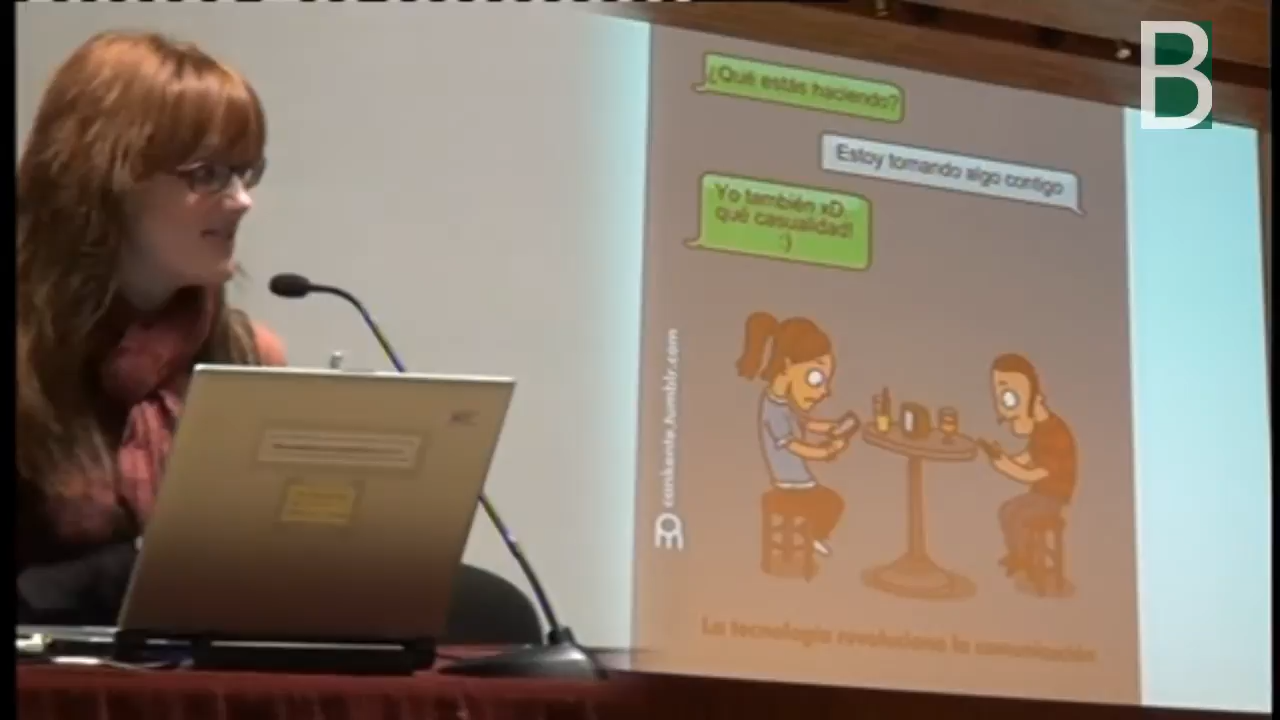 B
¿Qué estás haciendo?
Estoy tomando algo contigo
Yo también xD
qué casualidad!
:)
conkante.tumblr.com
La tecnología revoluciona la comunicación